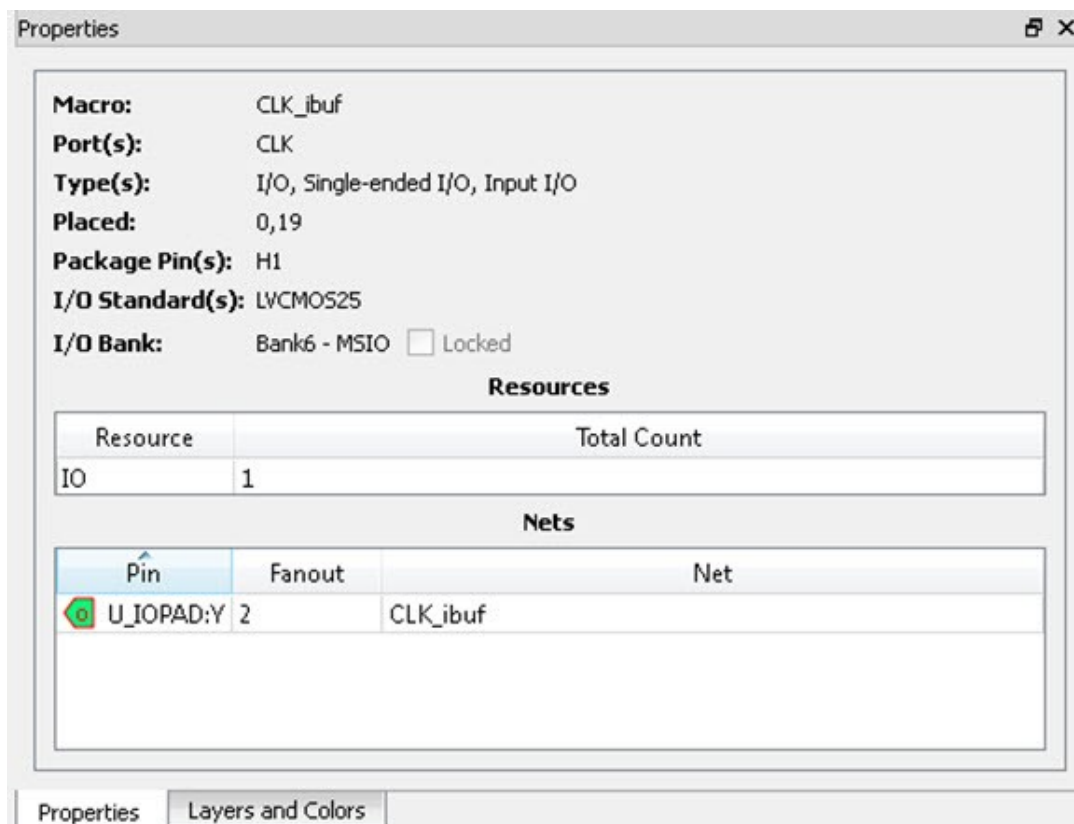 Properties
Macro: CLK_ibuf
Port(s): CLK
Type(s): I/O, Single-ended I/O, Input I/O
Placed: 0,19
Package Pin(s): H1
I/O Standard(s): LVCMOS25
I/O Bank: Bank6 - MSIO Locked
Resources
Resource Total Count
IO 1
Nets
Pin Fanout Net
O U_IOPAD:Y 2 CLK_ibuf
Properties Layers and Colors